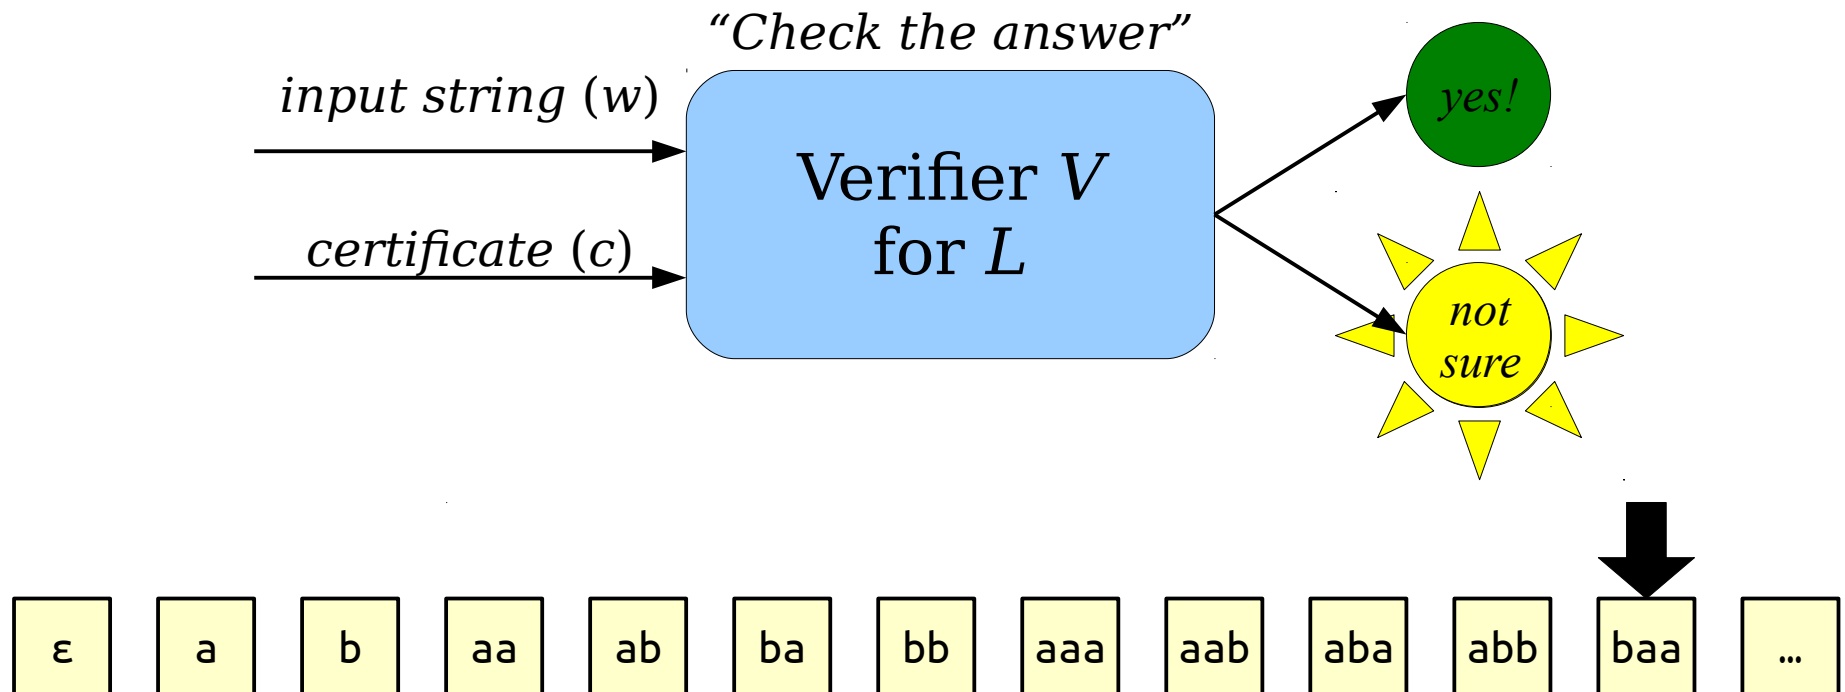 “Check the answer”
input string (w)
certificate (c)
Verifier V
for L
yes!
not
sure
ε a b aa ab ba bb aaa aab aba abb baa …